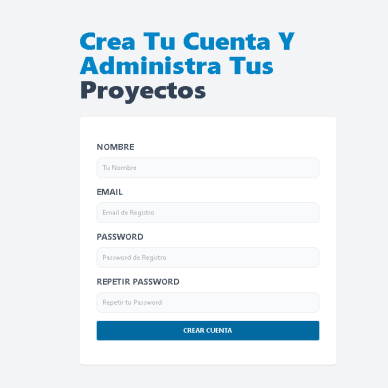 Crea Tu Cuenta Y
Administra Tus
Proyectos
NOMBRE
Tu Nombre
EMAIL
Email de Registro
PASSWORD
Password de Registro
REPETIR PASSWORD
Repetir tu Password
CREAR CUENTA